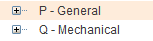 P - General
Q - Mechanical